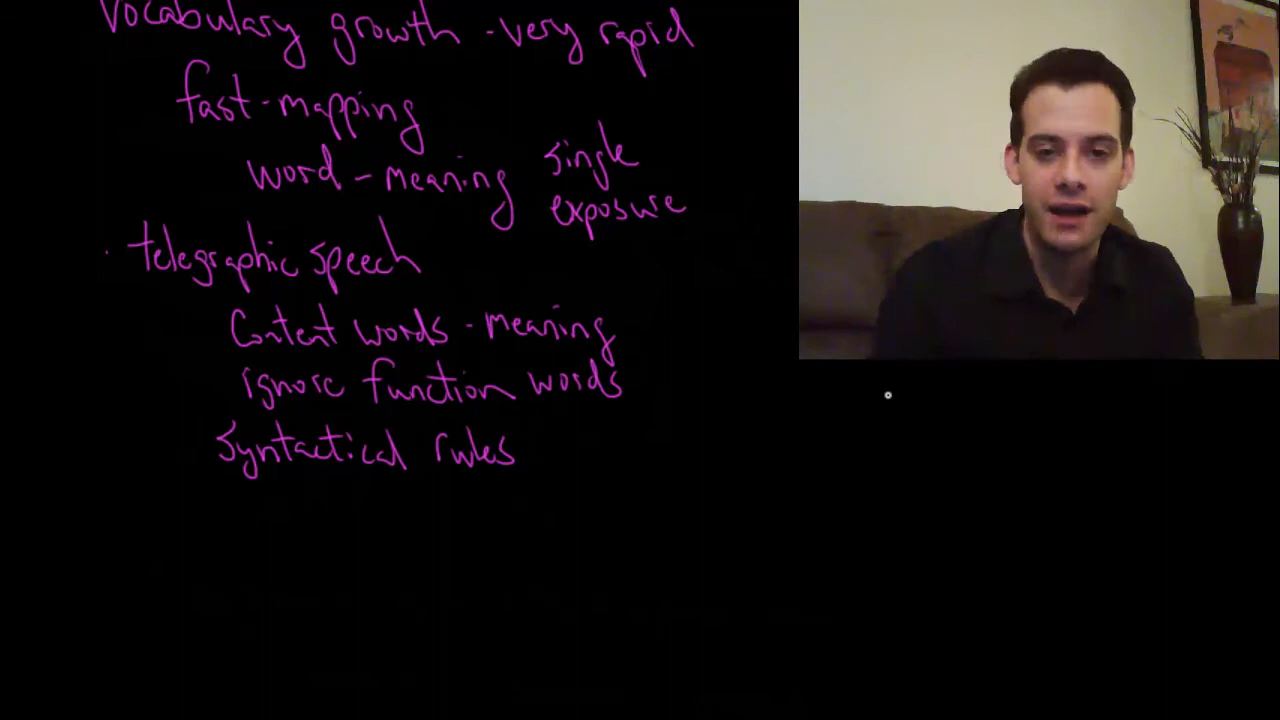 Vocabulary growth - very rapid
fast-mapping
word - meaning single exposure
telegraphic speech
Content words - meaning
ignore function words
Syntactical rules